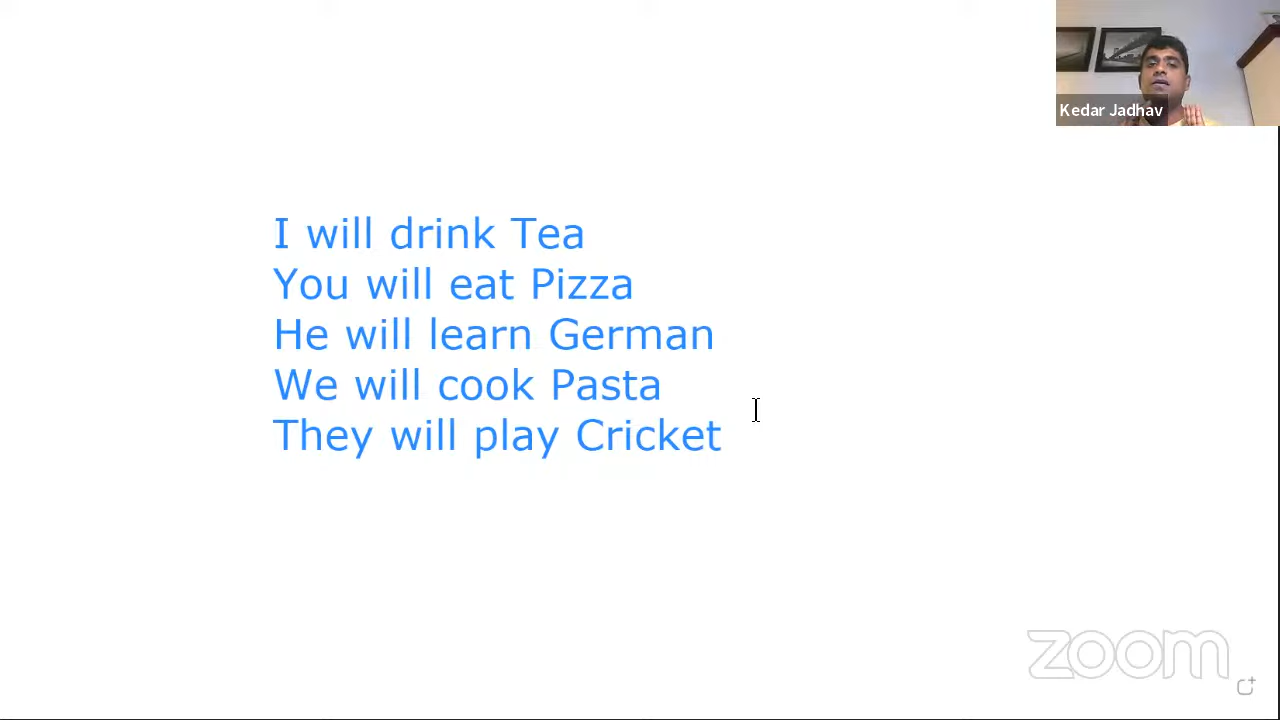 Kedar Jadhav
I will drink Tea
You will eat Pizza
He will learn German
We will cook Pasta
They will play Cricket
zoom